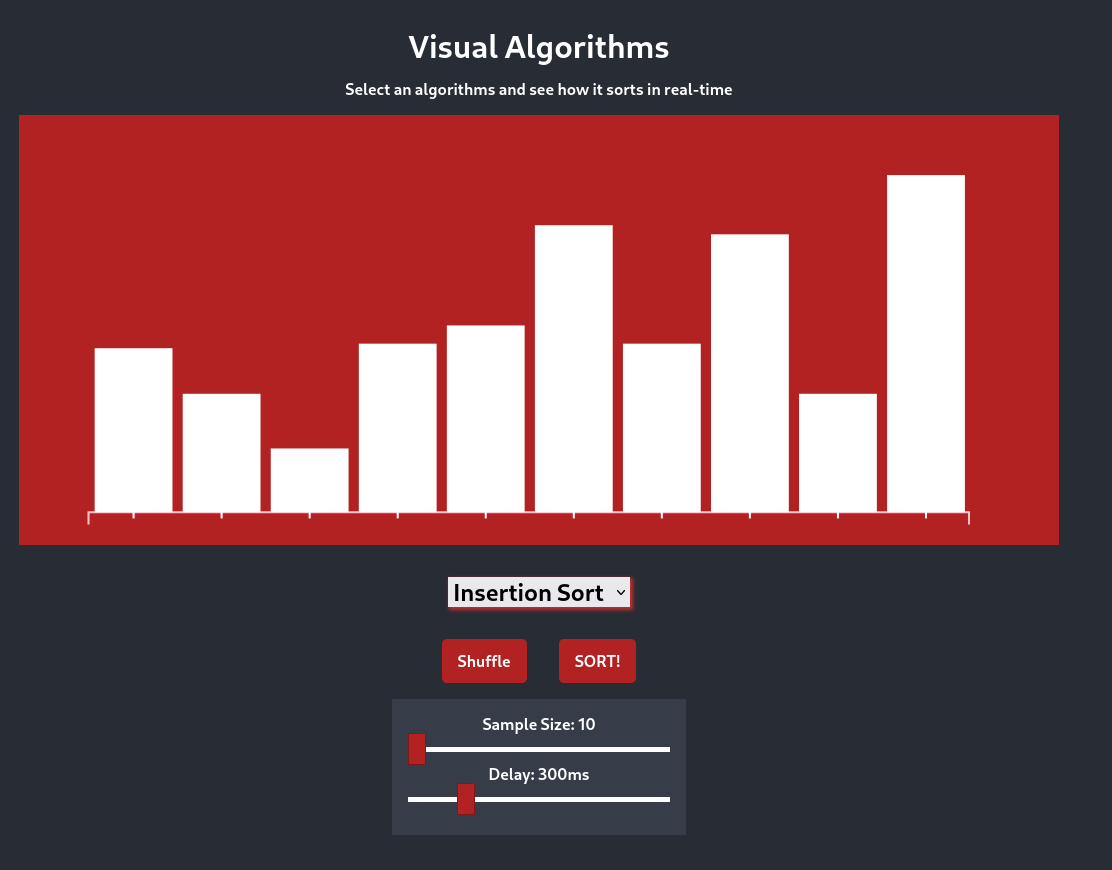 Visual Algorithms
Select an algorithms and see how it sorts in real-time
Insertion Sort
Shuffle
SORT!
Sample Size: 10
Delay: 300ms